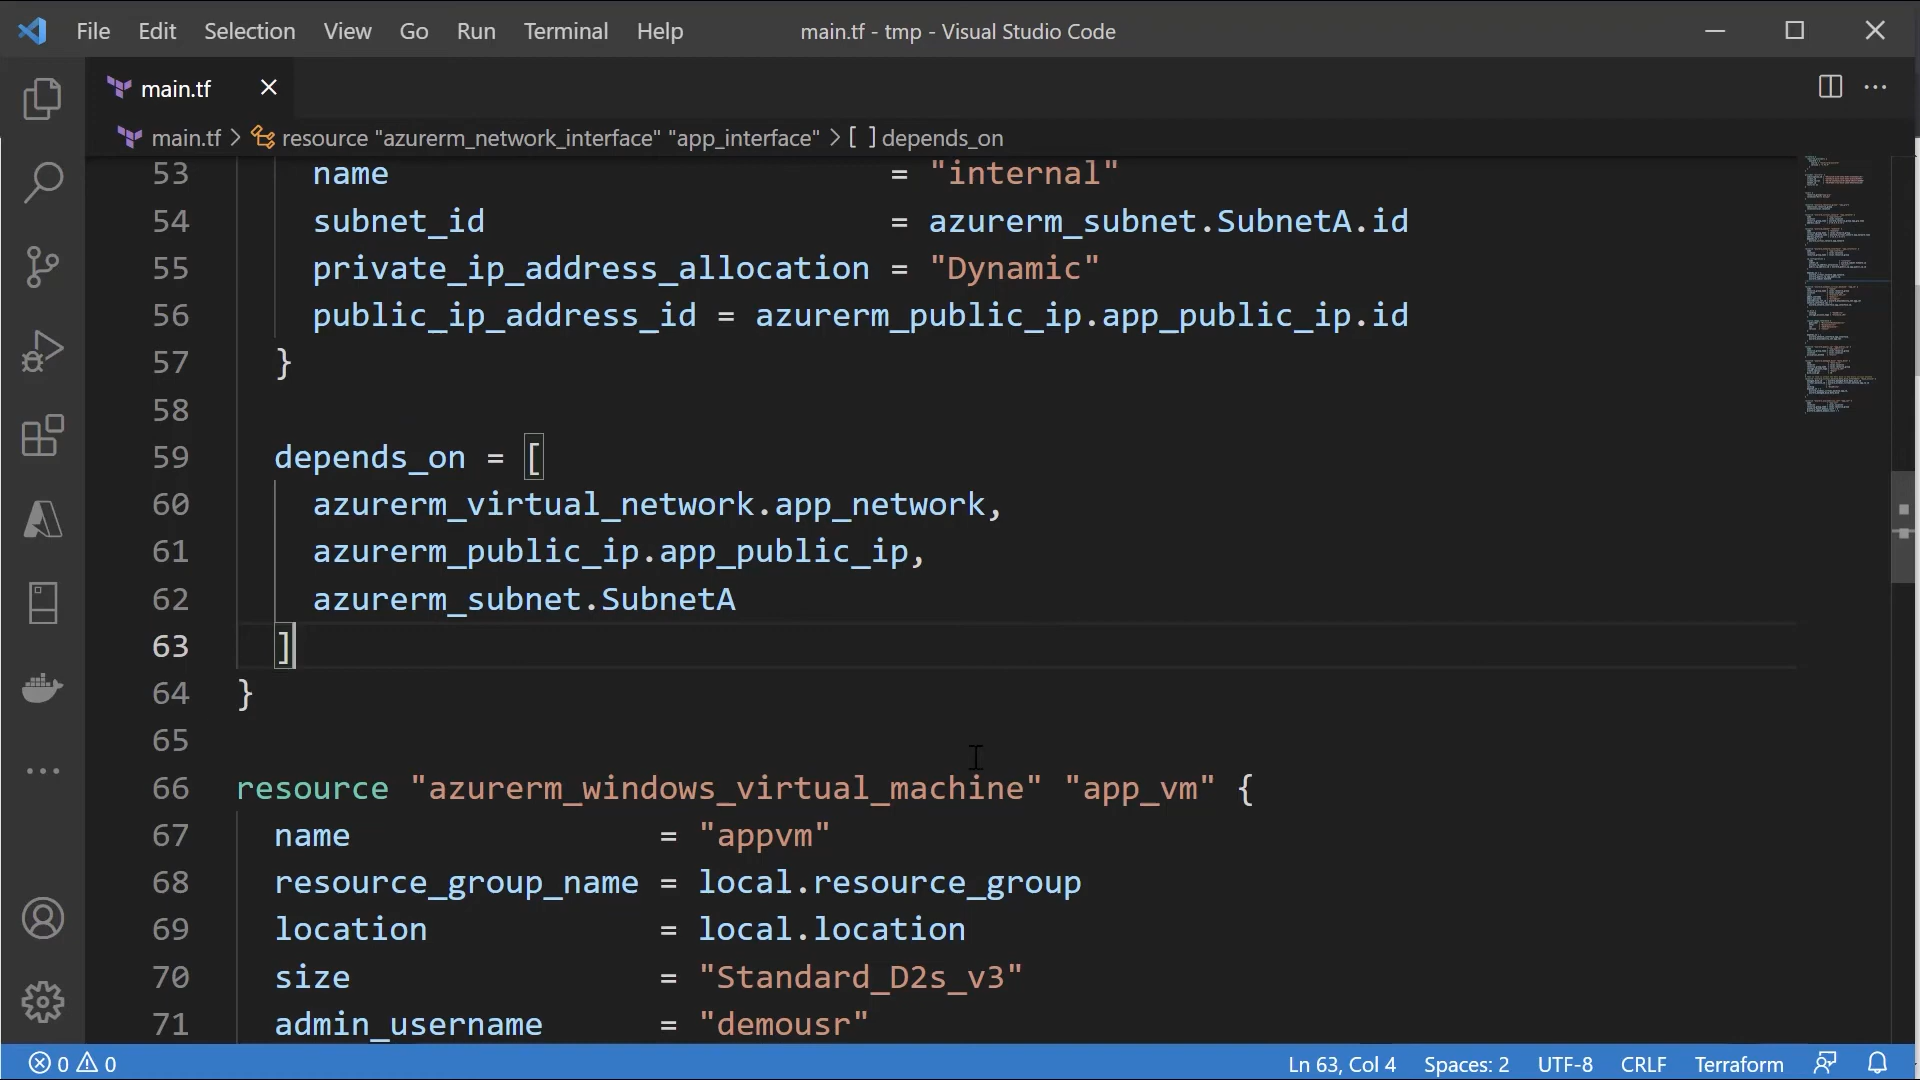 File Edit Selection View Go Run Terminal Help main.tf - tmp - Visual Studio Code
main.tf
main.tf > resource "azurerm_network_interface" "app_interface" > [ ] depends_on
53 name = "internal"
54 subnet_id = azurerm_subnet.SubnetA.id
55 private_ip_address_allocation = "Dynamic"
56 public_ip_address_id = azurerm_public_ip.app_public_ip.id
57 }
58
59 depends_on = [
60 azurerm_virtual_network.app_network,
61 azurerm_public_ip.app_public_ip,
62 azurerm_subnet.SubnetA
63 ]
64 }
65
66 resource "azurerm_windows_virtual_machine" "app_vm" {
67 name = "appvm"
68 resource_group_name = local.resource_group
69 location = local.location
70 size = "Standard_D2s_v3"
71 admin_username = "demousr"
0 0 Ln 63, Col 4 Spaces: 2 UTF-8 CRLF Terraform